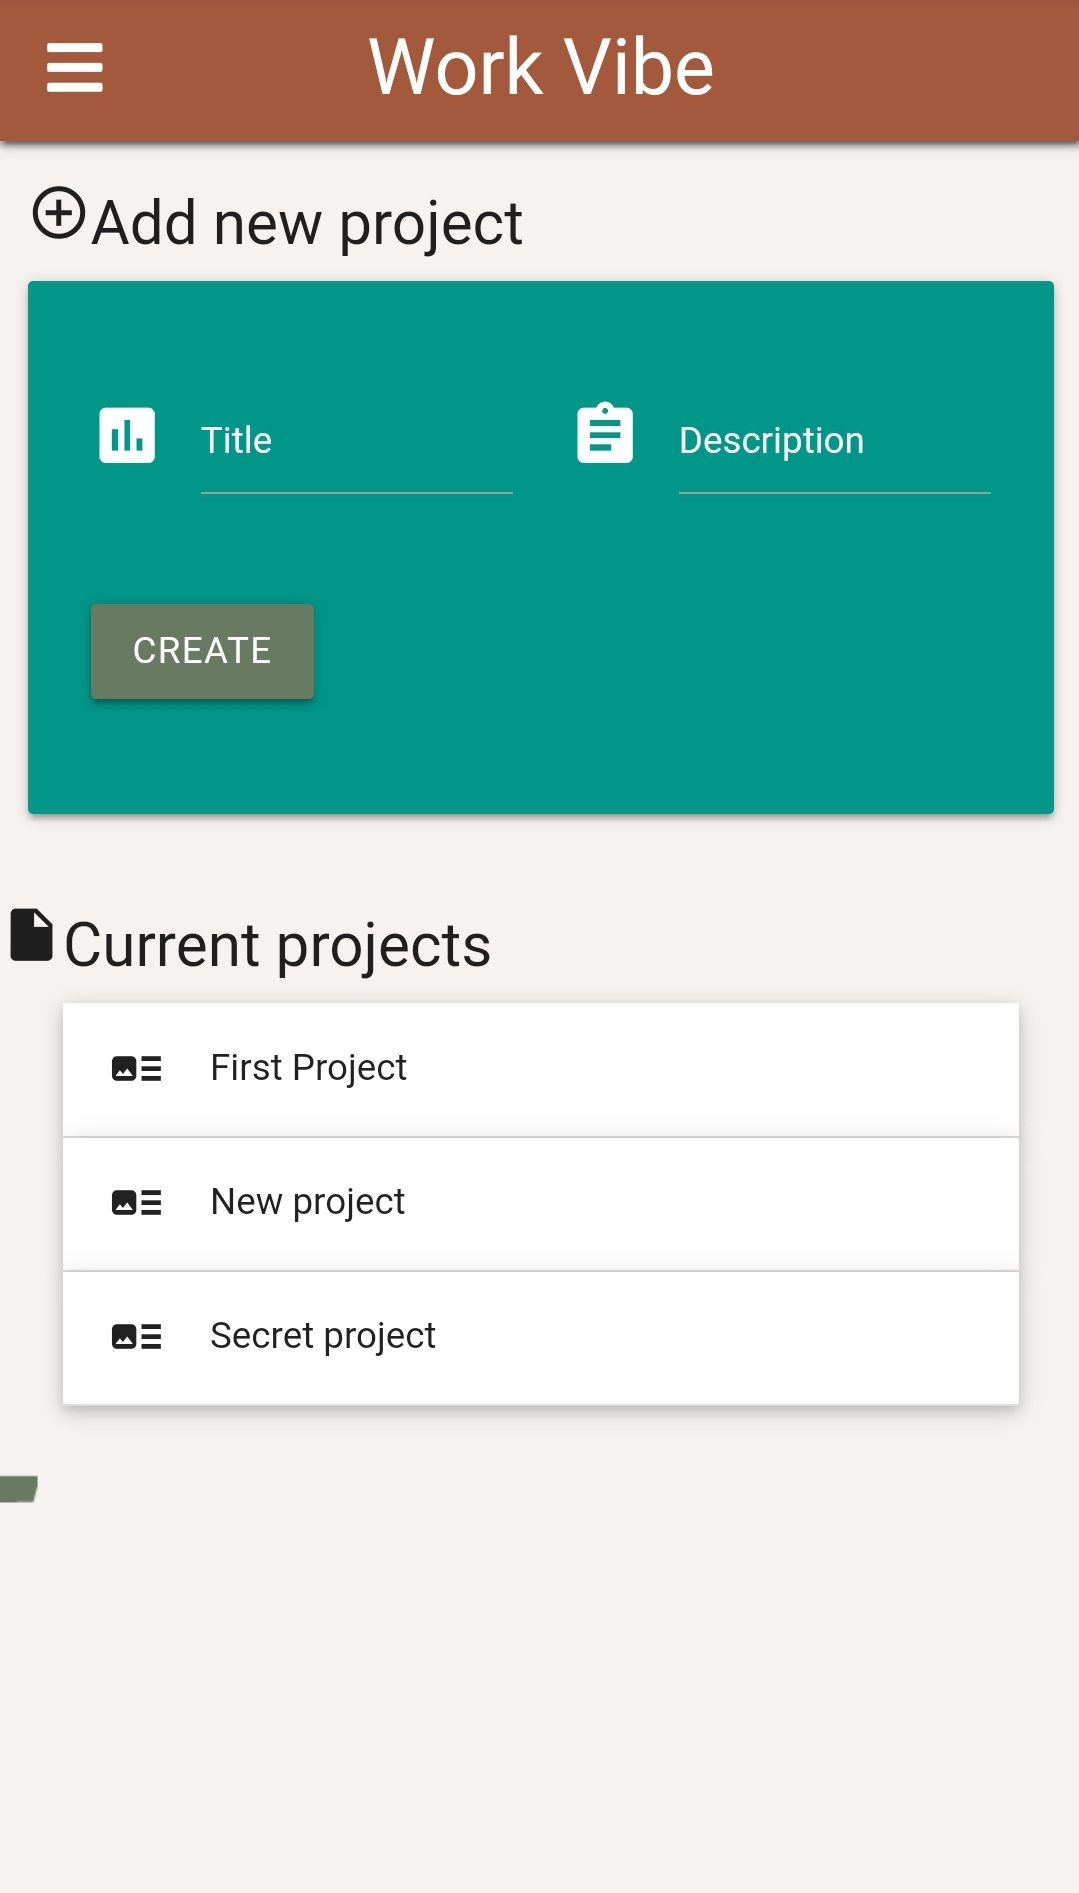 Work Vibe
Add new project
Title
Description
CREATE
Current projects
First Project
New project
Secret project